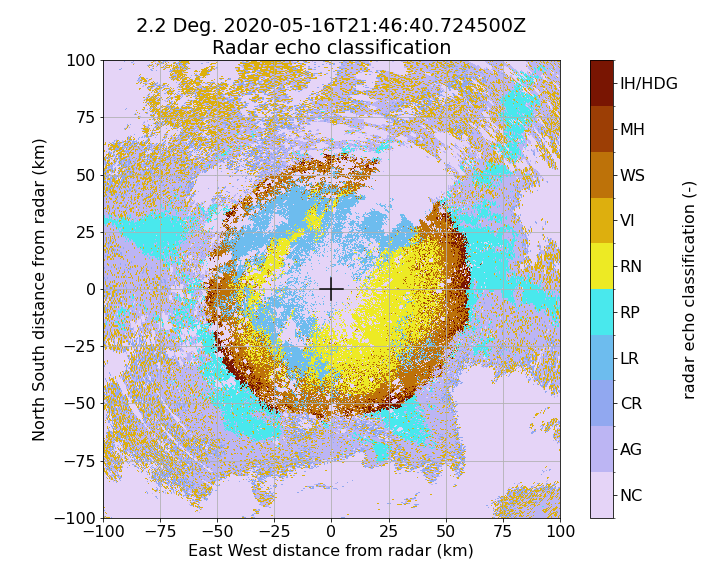 2.2 Deg. 2020-05-16T21:46:40.724500Z
Radar echo classification
100
75
50
25
0
−25
−50
−75
−100
−100
−75
−50
−25
0
25
50
75
100
North South distance from radar (km)
East West distance from radar (km)
IH/HDG
MH
WS
VI
RN
RP
LR
CR
AG
NC
radar echo classification (-)